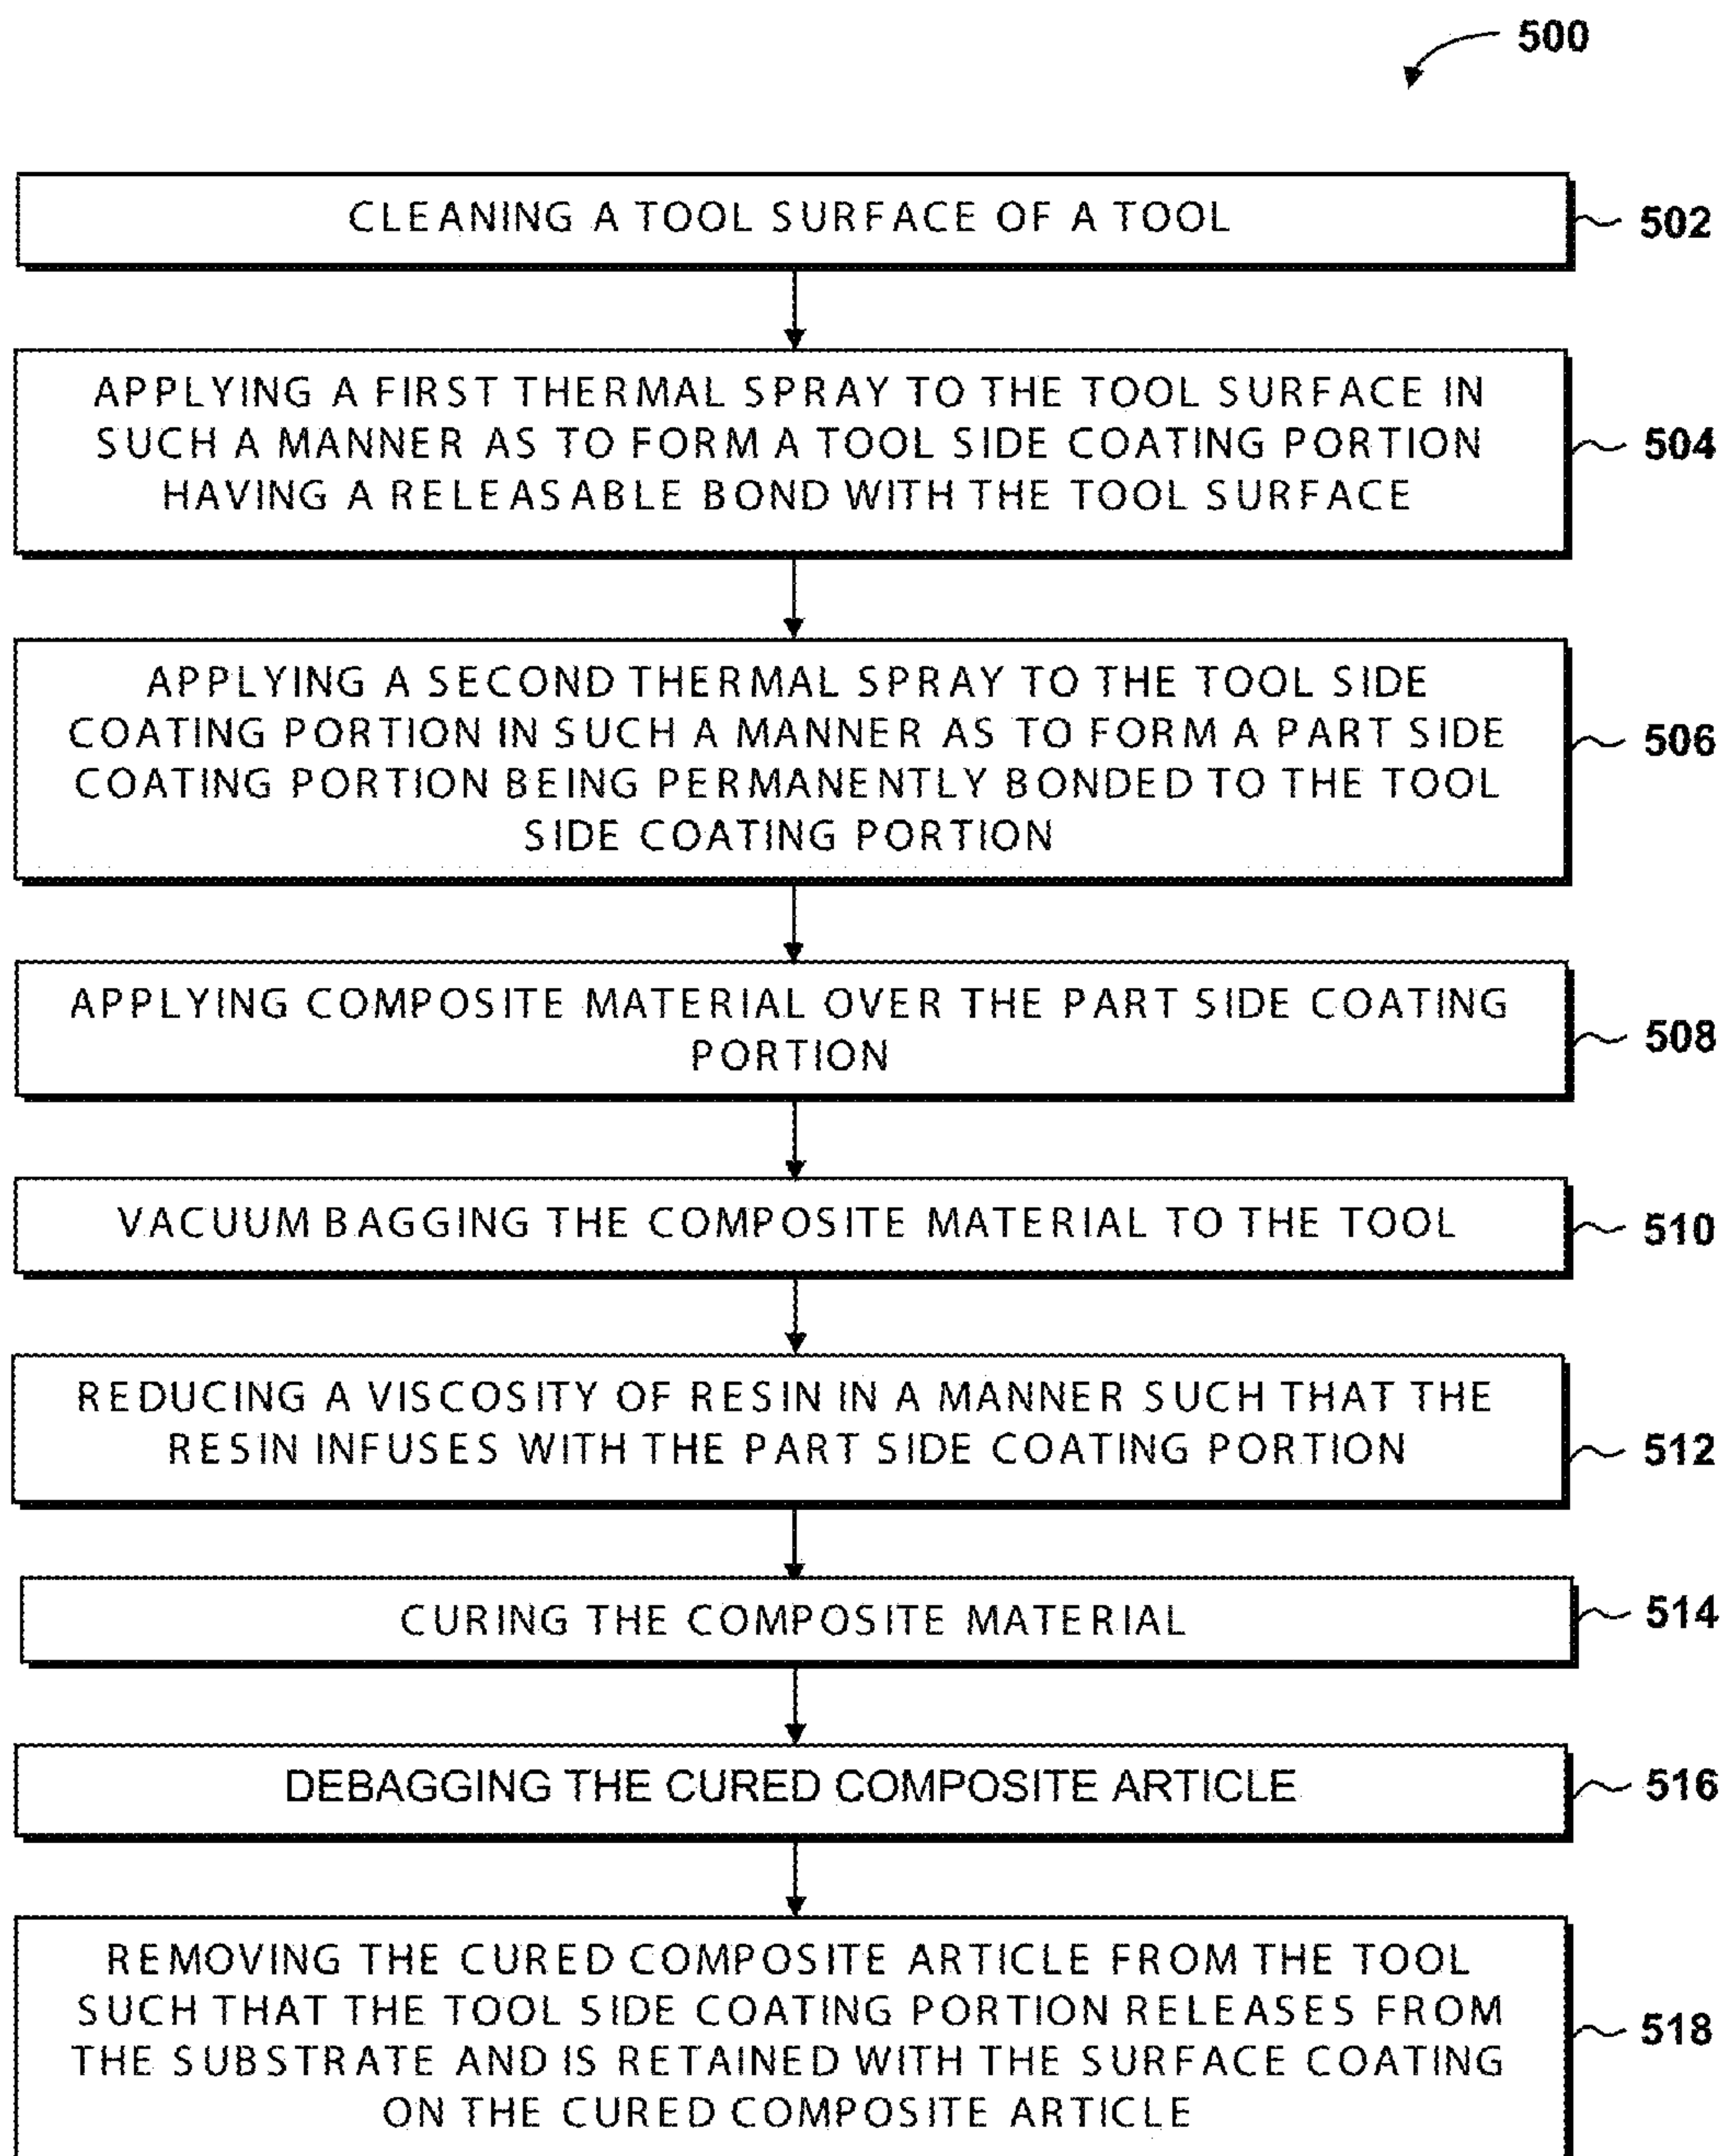 500
CLEANING A TOOL SURFACE OF A TOOL
502
APPLYING A FIRST THERMAL SPRAY TO THE TOOL SURFACE IN
SUCH A MANNER AS TO FORM A TOOL SIDE COATING PORTION
HAVING A RELEASABLE BOND WITH THE TOOL SURFACE
504
APPLYING A SECOND THERMAL SPRAY TO THE TOOL SIDE
COATING PORTION IN SUCH A MANNER AS TO FORM A PART SIDE
COATING PORTION BEING PERMANENTLY BONDED TO THE TOOL
SIDE COATING PORTION
506
APPLYING COMPOSITE MATERIAL OVER THE PART SIDE COATING
PORTION
508
VACUUM BAGGING THE COMPOSITE MATERIAL TO THE TOOL
510
REDUCING A VISCOSITY OF RESIN IN A MANNER SUCH THAT THE
RESIN INFUSES WITH THE PART SIDE COATING PORTION
512
CURING THE COMPOSITE MATERIAL
514
DEBAGGING THE CURED COMPOSITE ARTICLE
516
REMOVING THE CURED COMPOSITE ARTICLE FROM THE TOOL
SUCH THAT THE TOOL SIDE COATING PORTION RELEASES FROM
THE SUBSTRATE AND IS RETAINED WITH THE SURFACE COATING
ON THE CURED COMPOSITE ARTICLE
518